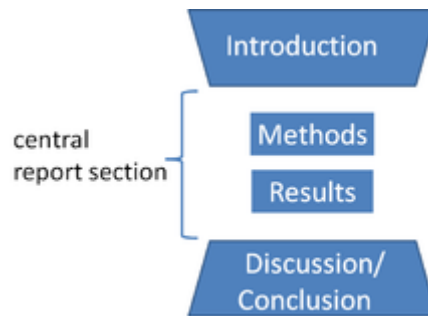 Introduction
central
report section
Methods
Results
Discussion/
Conclusion